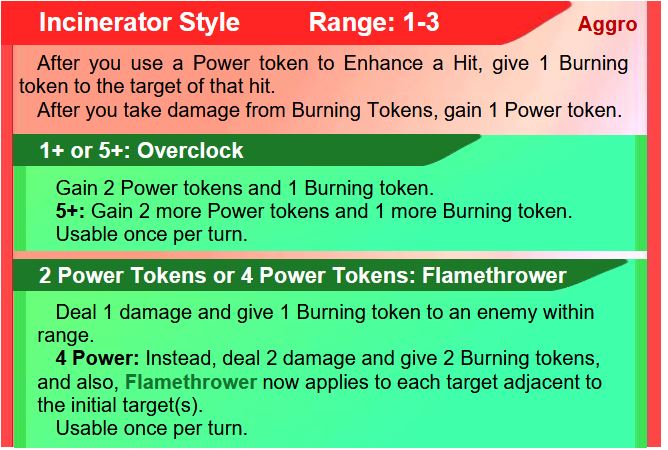 Incinerator Style Range: 1-3 Aggro
After you use a Power token to Enhance a Hit, give 1 Burning
token to the target of that hit.
After you take damage from Burning Tokens, gain 1 Power token.
1+ or 5+: Overclock
Gain 2 Power tokens and 1 Burning token.
5+: Gain 2 more Power tokens and 1 more Burning token.
Usable once per turn.
2 Power Tokens or 4 Power Tokens: Flamethrower
Deal 1 damage and give 1 Burning token to an enemy within
range.
4 Power: Instead, deal 2 damage and give 2 Burning tokens,
and also, Flamethrower now applies to each target adjacent to
the initial target(s).
Usable once per turn.